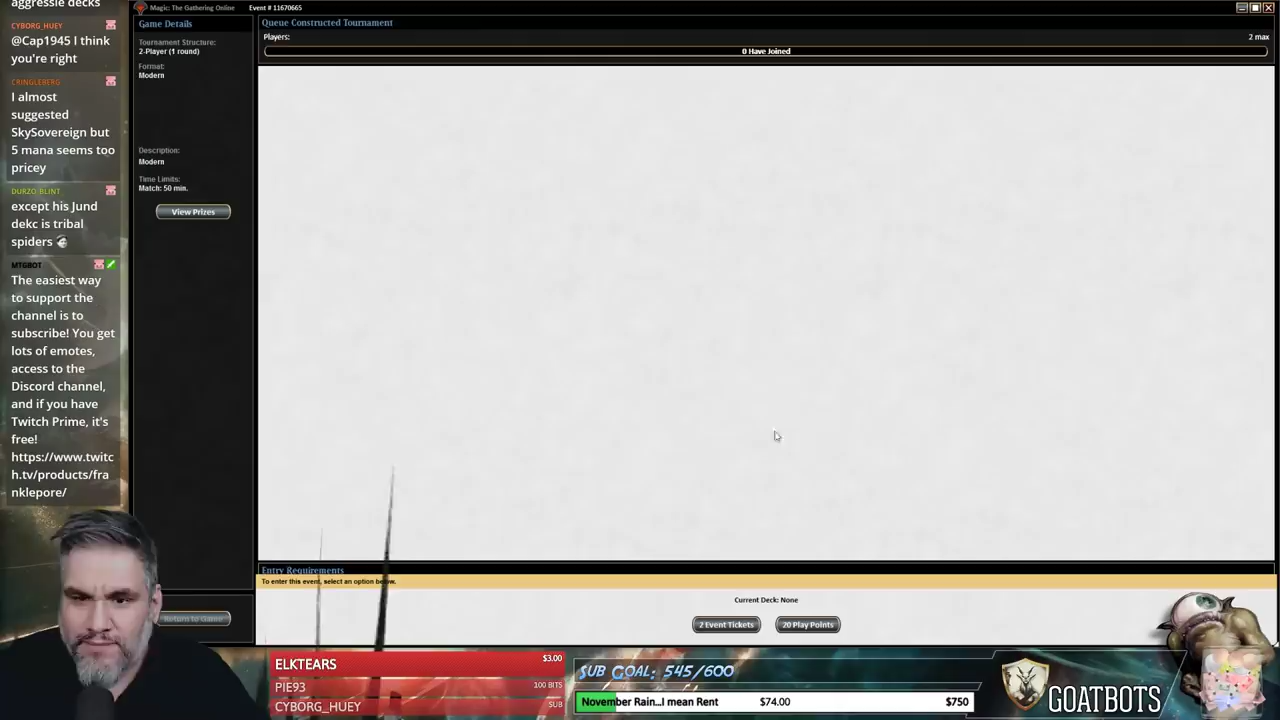 aggressie decks
CYBORG_HUEY
@Cap1945 I think
you're right
CRINGLEBERG
I almost
suggested
SkySovereign but
5 mana seems too
pricey
DURZO_BLINT
except his Jund
dekc is tribal
spiders
MTGBOT
The easiest way
to support the
channel is to
subscribe! You get
lots of emotes,
access to the
Discord channel,
and if you have
Twitch Prime, it's
free!
https://www.twitc
h.tv/products/fra
nklepore/
Magic: The Gathering Online
Event # 11670665
Game Details
Tournament Structure:
2-Player (1 round)
Format:
Modern
Description:
Modern
Time Limits:
Match: 50 min.
View Prizes
Return to Game
Queue Constructed Tournament
Players:
2 max
0 Have Joined
Entry Requirements
To enter this event, select an option below.
Current Deck: None
2 Event Tickets
20 Play Points
ELKTEARS
$3.00
PIE93
100 BITS
CYBORG_HUEY
SUB
SUB GOAL: 545/600
November Rain...I mean Rent
$74.00
$750
GOATBOTS